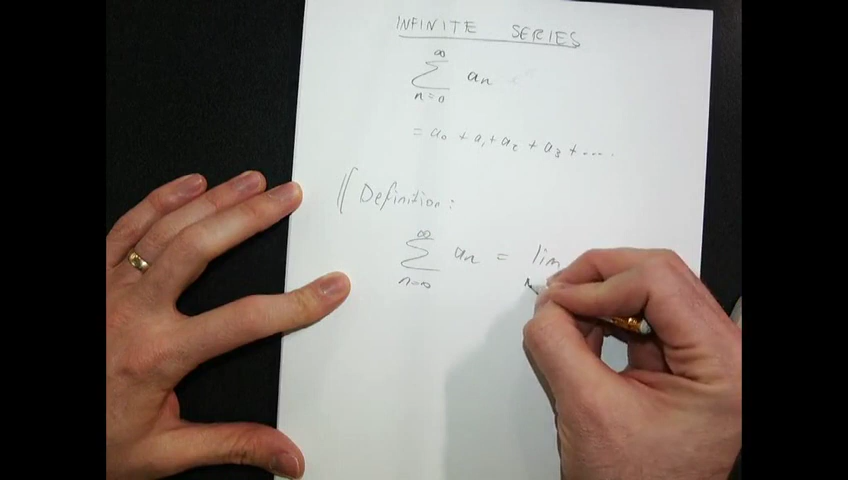 INFINITE SERIES
∞
∑ aₙ
n=0
= a₀ + a₁ + a₂ + a₃ + ....
Definition:
∞
∑ aₙ = lim
n=0